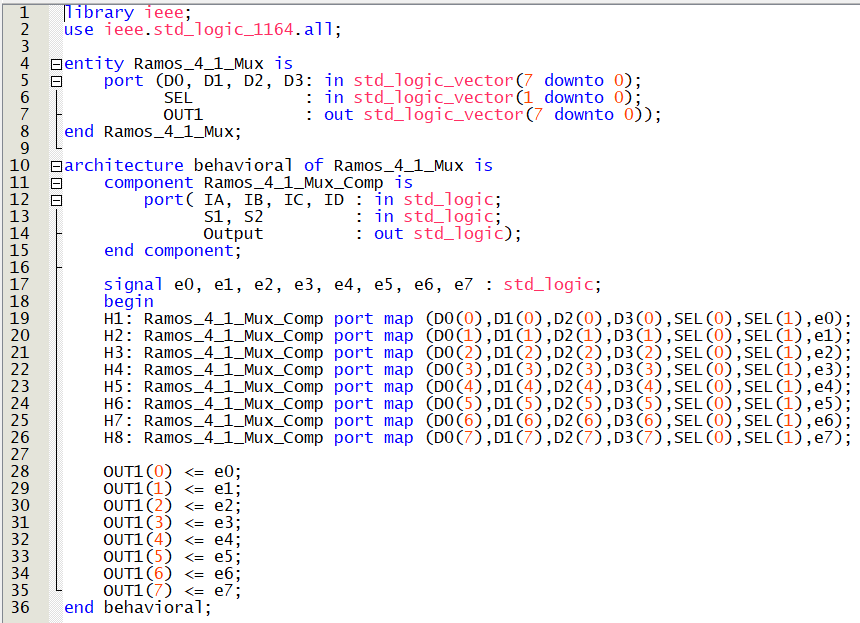 1 library ieee;
2 use ieee.std_logic_1164.all;
3
4 entity Ramos_4_1_Mux is
5 port (D0, D1, D2, D3: in std_logic_vector(7 downto 0);
6 SEL : in std_logic_vector(1 downto 0);
7 OUT1 : out std_logic_vector(7 downto 0));
8 end Ramos_4_1_Mux;
9
10 architecture behavioral of Ramos_4_1_Mux is
11 component Ramos_4_1_Mux_Comp is
12 port( IA, IB, IC, ID : in std_logic;
13 S1, S2 : in std_logic;
14 Output : out std_logic);
15 end component;
16
17 signal e0, e1, e2, e3, e4, e5, e6, e7 : std_logic;
18 begin
19 H1: Ramos_4_1_Mux_Comp port map (D0(0),D1(0),D2(0),D3(0),SEL(0),SEL(1),e0);
20 H2: Ramos_4_1_Mux_Comp port map (D0(1),D1(1),D2(1),D3(1),SEL(0),SEL(1),e1);
21 H3: Ramos_4_1_Mux_Comp port map (D0(2),D1(2),D2(2),D3(2),SEL(0),SEL(1),e2);
22 H4: Ramos_4_1_Mux_Comp port map (D0(3),D1(3),D2(3),D3(3),SEL(0),SEL(1),e3);
23 H5: Ramos_4_1_Mux_Comp port map (D0(4),D1(4),D2(4),D3(4),SEL(0),SEL(1),e4);
24 H6: Ramos_4_1_Mux_Comp port map (D0(5),D1(5),D2(5),D3(5),SEL(0),SEL(1),e5);
25 H7: Ramos_4_1_Mux_Comp port map (D0(6),D1(6),D2(6),D3(6),SEL(0),SEL(1),e6);
26 H8: Ramos_4_1_Mux_Comp port map (D0(7),D1(7),D2(7),D3(7),SEL(0),SEL(1),e7);
27
28 OUT1(0) <= e0;
29 OUT1(1) <= e1;
30 OUT1(2) <= e2;
31 OUT1(3) <= e3;
32 OUT1(4) <= e4;
33 OUT1(5) <= e5;
34 OUT1(6) <= e6;
35 OUT1(7) <= e7;
36 end behavioral;